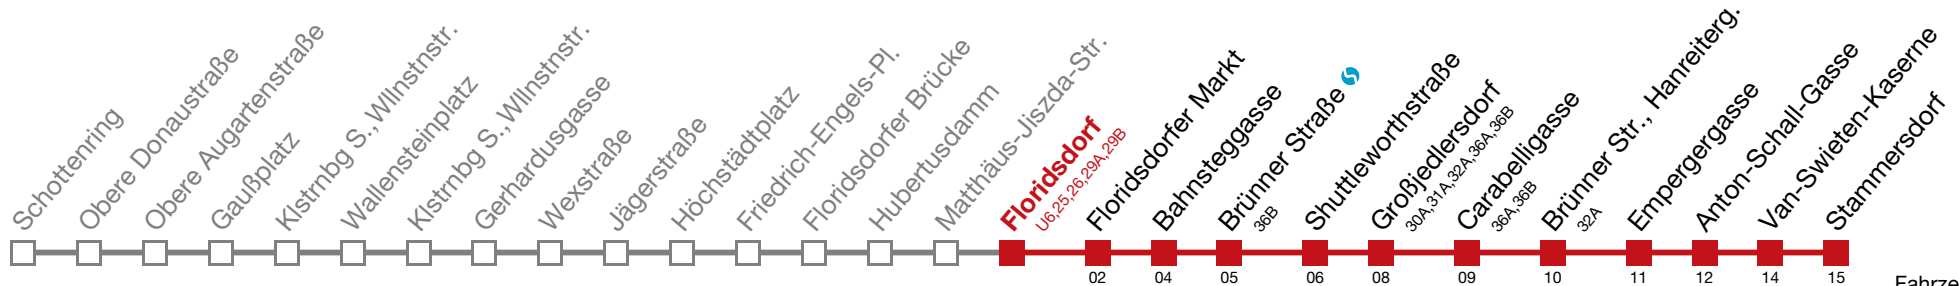 Schottenring
Obere Donaustraße
Obere Augartenstraße
Gaußplatz
Klstrnbg S., Wllnstnstr.
Wallensteinplatz
Klstrnbg S., Wllnstnstr.
Gerhardusgasse
Wexstraße
Jägerstraße
Höchstädtplatz
Friedrich-Engels-Pl.
Floridsdorfer Brücke
Hubertusdamm
Matthäus-Jiszda-Str.
Floridsdorf
U6,25,26,29A,29B
Floridsdorfer Markt
Bahnsteggasse
Brünner Straße
36B
Shuttleworthstraße
Großjedlersdorf
30A,31A,32A,36A,36B
Carabelligasse
36A,36B
Brünner Str., Hanreiterg.
32A
Empergergasse
Anton-Schall-Gasse
Van-Swieten-Kaserne
Stammersdorf
02 04 05 06 08 09 10 11 12 14 15